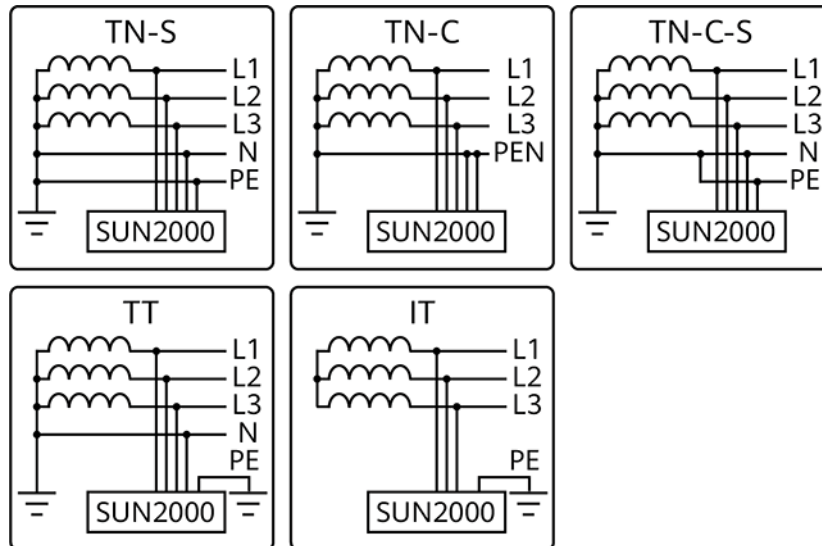 TN-S
L1
L2
L3
N
PE
SUN2000
TN-C
L1
L2
L3
PEN
SUN2000
TN-C-S
L1
L2
L3
N
PE
SUN2000
TT
L1
L2
L3
N
PE
SUN2000
IT
L1
L2
L3
PE
SUN2000